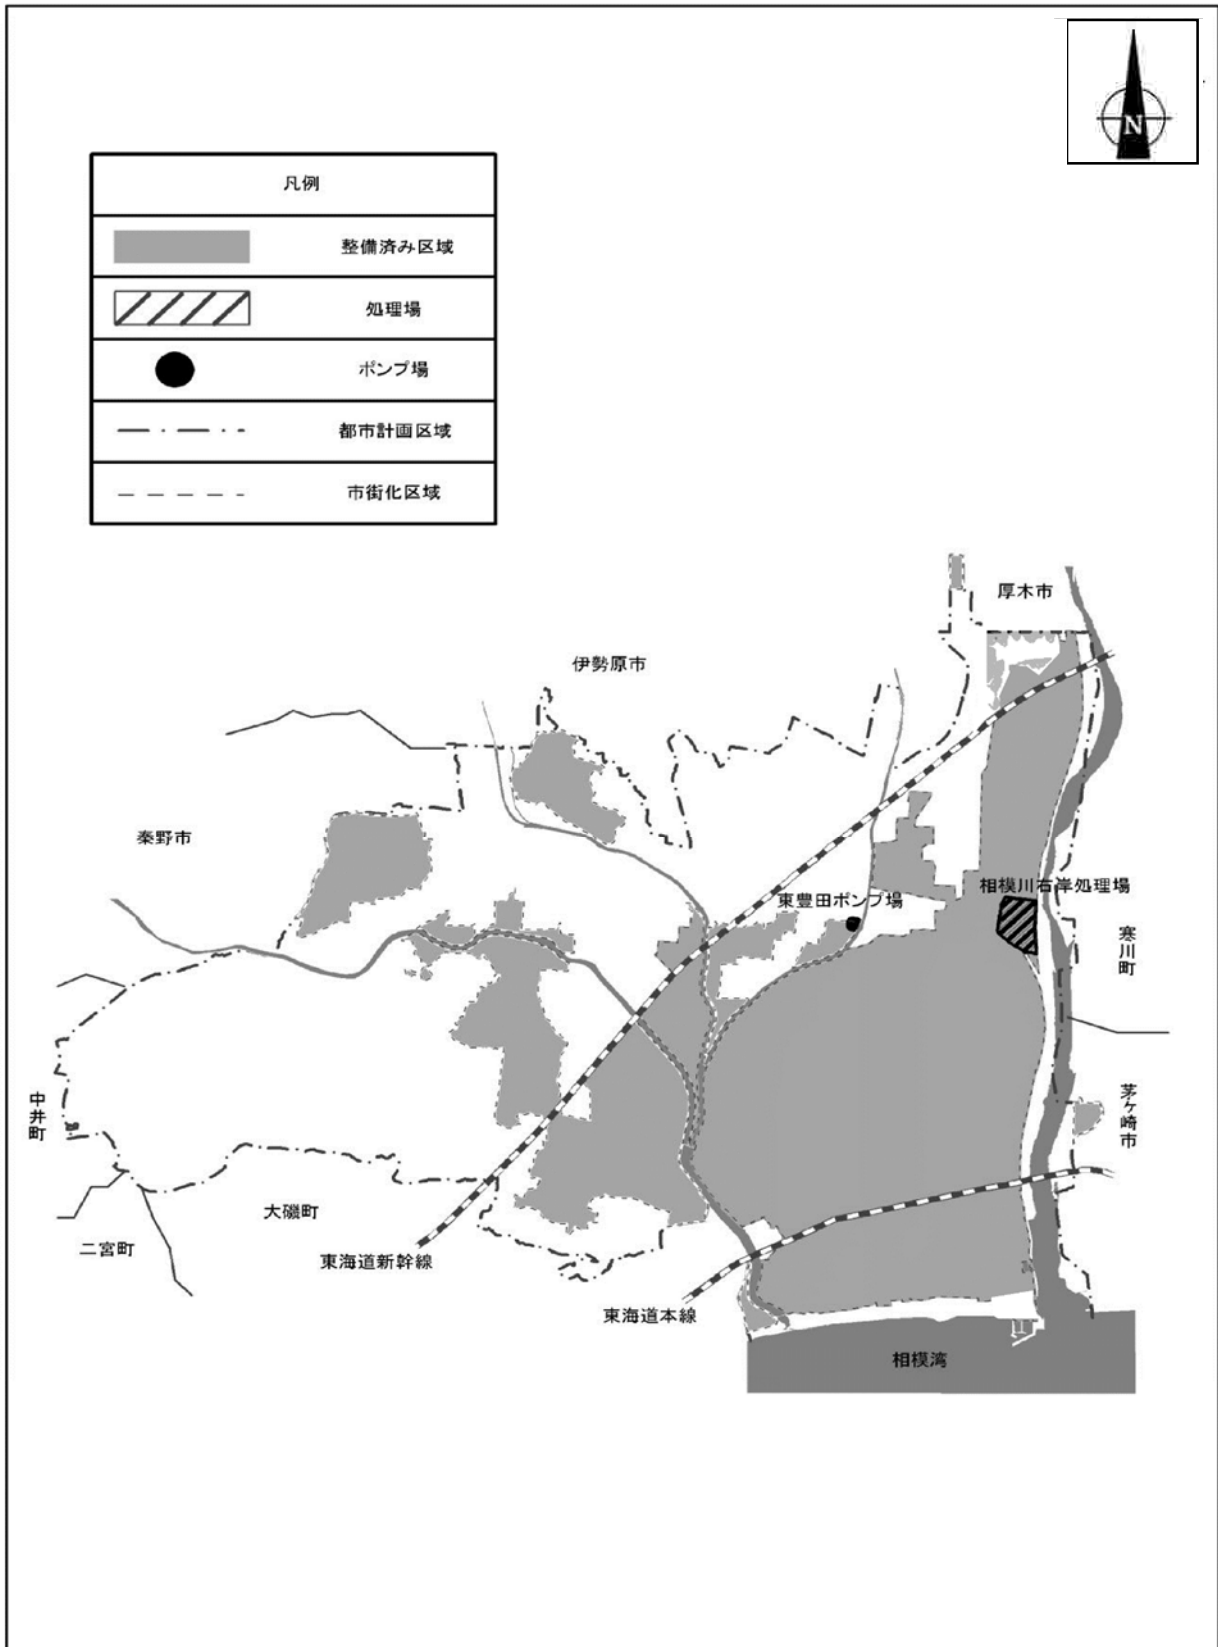 N
凡例
整備済み区域
処理場
ポンプ場
都市計画区域
市街化区域
厚木市
伊勢原市
秦野市
相模川右岸処理場
東豊田ポンプ場
寒川町
中井町
茅ヶ崎市
大磯町
二宮町
東海道新幹線
東海道本線
相模湾